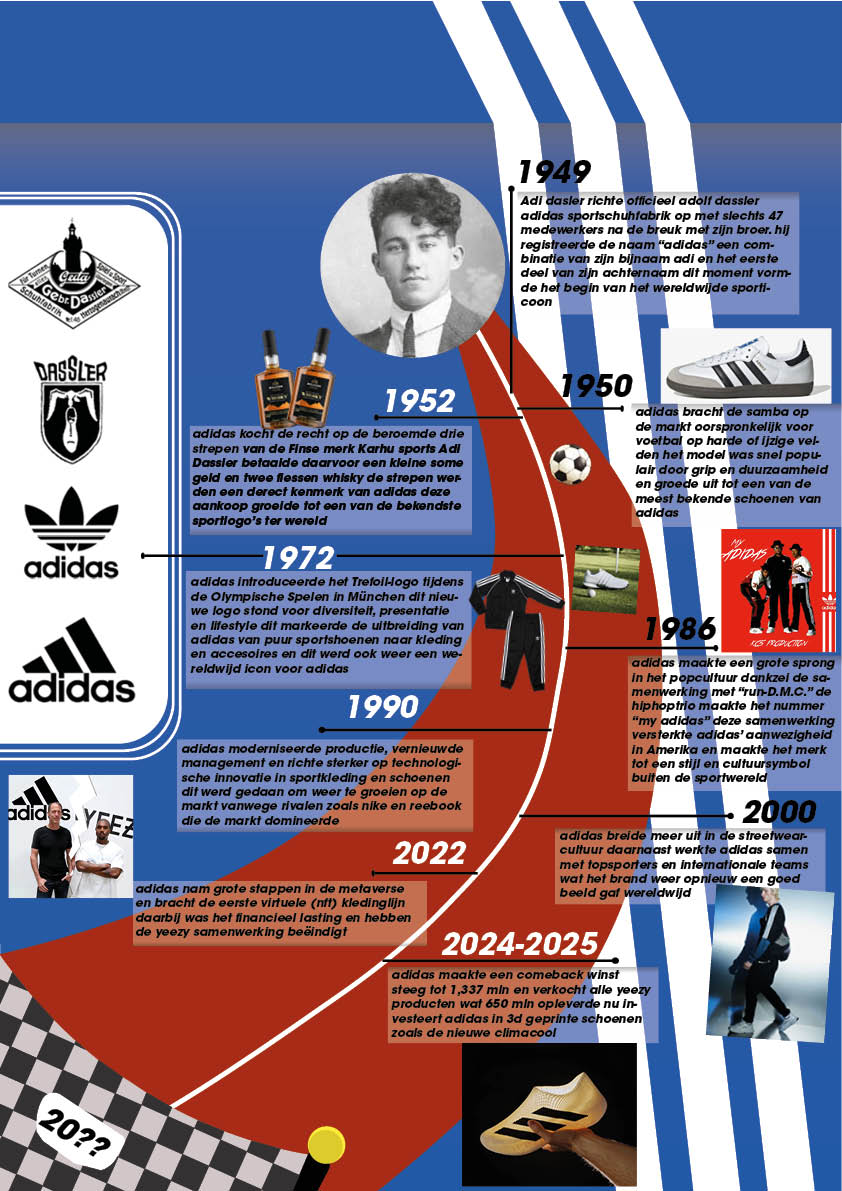 1949
Adi dasler richte officieel adolf dassler
adidas sportschuhfabrik op met slechts 47
medewerkers na de breuk met zijn broer. hij
registreerde de naam “adidas” een com-
binatie van zijn bijnaam adi en het eerste
deel van zijn achternaam dit moment vorm-
de het begin van het wereldwijde sporti-
coon
Für Turnen,
Spiel u. Sport
Geda
Gebr. Dassler
Schuhfabrik
Herzogenaurach
DASSLER
adidas
adidas
1950
adidas bracht de samba op
de markt oorspronkelijk voor
voetbal op harde of ijzige vel-
den het model was snel popu-
lair door grip en duurzaamheid
en groede uit tot een van de
meest bekende schoenen van
adidas
1952
adidas kocht de recht op de beroemde drie
strepen van de Finse merk Karhu sports Adi
Dassler betaalde daarvoor een kleine some
geld en twee flessen whisky de strepen wer-
den een derect kenmerk van adidas deze
aankoop groeide tot een van de bekendste
sportlogo’s ter wereld
1972
adidas introduceerde het Trefoil-logo tijdens
de Olympische Spelen in München dit nieu-
we logo stond voor diversiteit, presentatie
en lifestyle dit markeerde de uitbreiding van
adidas van puur sportshoenen naar kleding
en accesoires en dit werd ook weer een we-
reldwijd icon voor adidas
MY
ADIDAS
adidas
1986
adidas maakte een grote sprong
in het popcultuur dankzei de sa-
menwerking met “run-D.M.C.” de
hiphoptrio maakte het nummer
“my adidas” deze samenwerking
versterkte adidas’ aanwezigheid
in Amerika en maakte het merk
tot een stijl en cultuursymbol
buiten de sportwereld
1990
adidas moderniseerde productie, vernieuwde
management en richte sterker op technologi-
sche innovatie in sportkleding en schoenen
dit werd gedaan om weer te groeien op de
markt vanwege rivalen zoals nike en reebook
die de markt domineerde
adidas
YEEZ
2000
adidas breide meer uit in de streetwear-
cultuur daarnaast werkte adidas samen
met topsporters en internationale teams
wat het brand weer opnieuw een goed
beeld gaf wereldwijd
2022
adidas nam grote stappen in de metaverse
en bracht de eerste virtuele (nft) kledinglijn
daarbij was het financieel lasting en hebben
de yeezy samenwerking beëindigt
2024-2025
adidas maakte een comeback winst
steeg tot 1,337 mln en verkocht alle yeezy
producten wat 650 mln opleverde nu in-
vesteert adidas in 3d geprinte schoenen
zoals de nieuwe climacool
20??